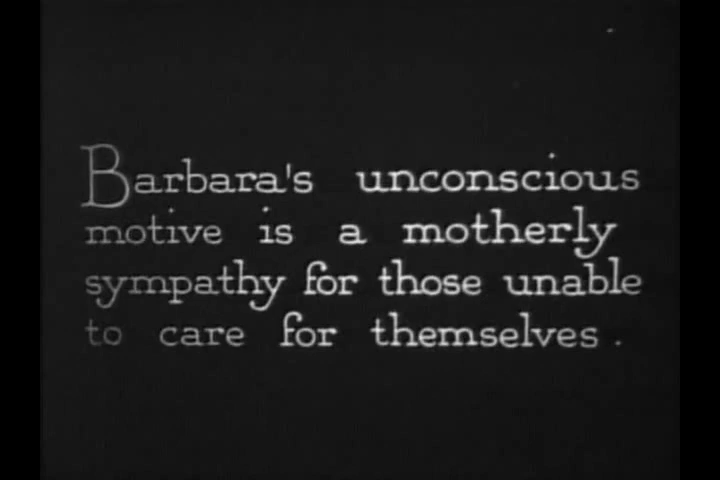 Barbara's unconscious
motive is a motherly
sympathy for those unable
to care for themselves.